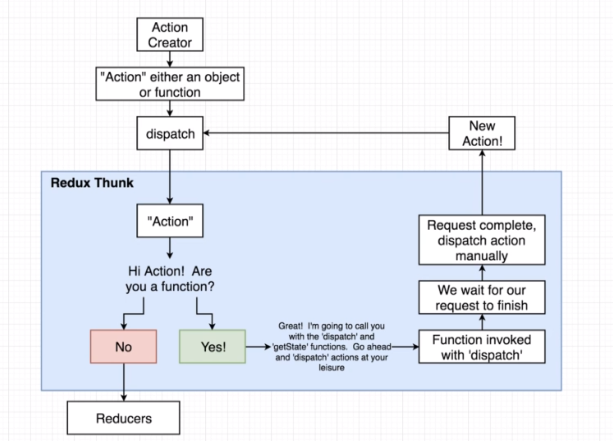 Action
Creator
"Action" either an object
or function
dispatch
New
Action!
Redux Thunk
"Action"
Request complete,
dispatch action
manually
Hi Action! Are
you a function?
We wait for our
request to finish
No
Yes!
Great! I'm going to call you
with the 'dispatch' and
'getState' functions. Go ahead
and 'dispatch' actions at your
leisure
Function invoked
with 'dispatch'
Reducers